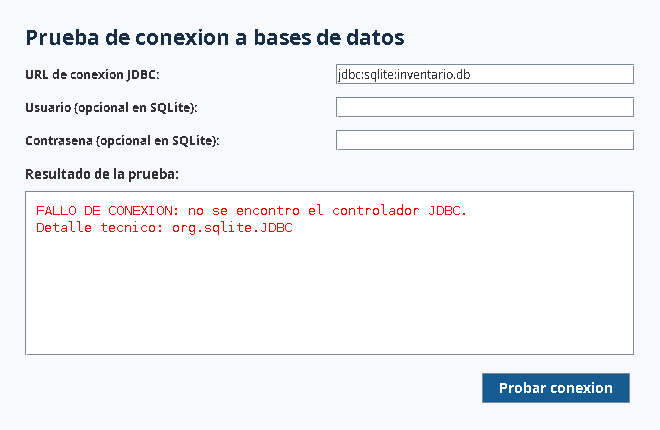 Prueba de conexion a bases de datos
URL de conexion JDBC:
jdbc:sqlite:inventario.db
Usuario (opcional en SQLite):
Contrasena (opcional en SQLite):
Resultado de la prueba:
FALLO DE CONEXION: no se encontro el controlador JDBC.
Detalle tecnico: org.sqlite.JDBC
Probar conexion